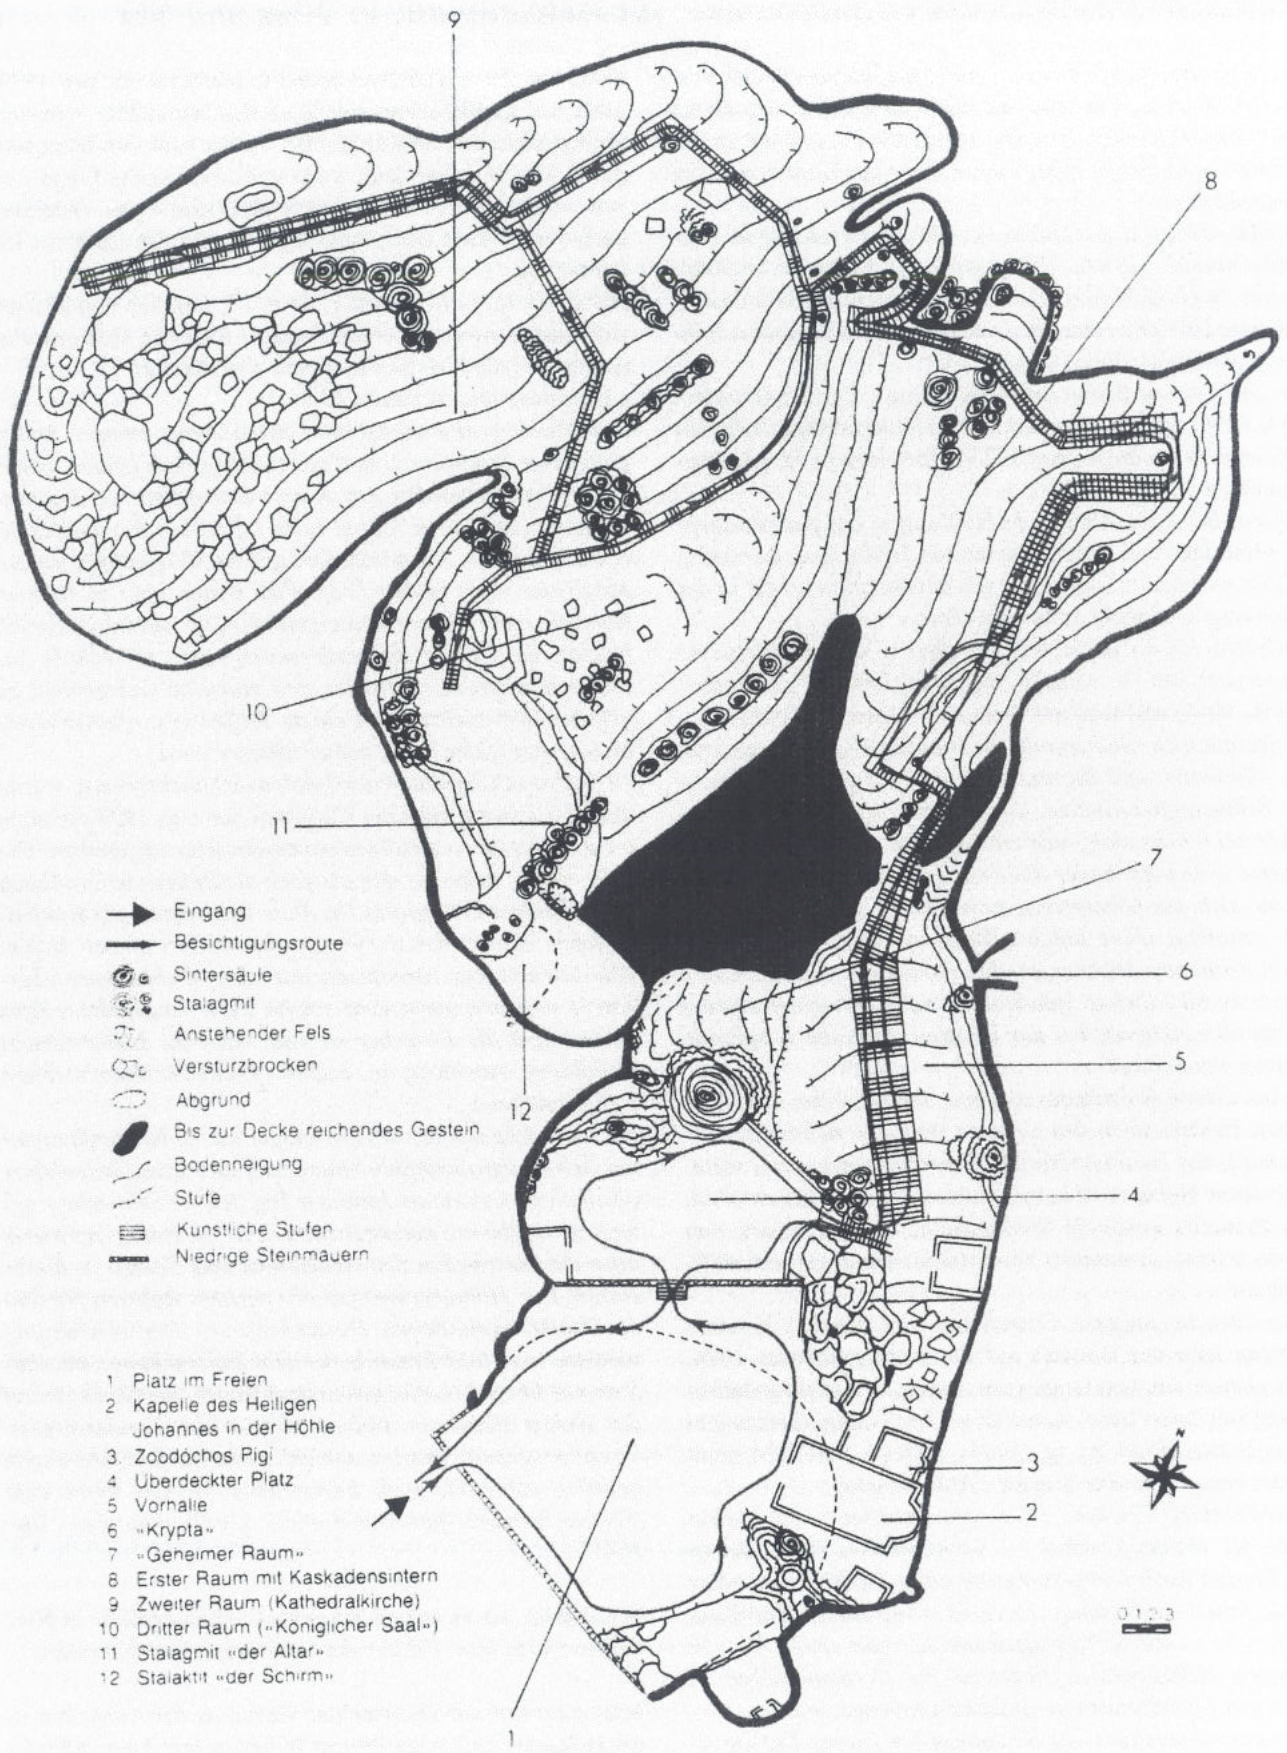 9
8
10
11
7
6
5
12
4
3
2
1
Eingang
Besichtigungsroute
Sintersäule
Stalagmit
Anstehender Fels
Versturzbrocken
Abgrund
Bis zur Decke reichendes Gestein
Bodenneigung
Stufe
Künstliche Stufen
Niedrige Steinmauern
1 Platz im Freien
2 Kapelle des Heiligen
Johannes in der Höhle
3 Zoodóchos Pigi
4 Überdeckter Platz
5 Vorhalle
6 «Krypta»
7 «Geheimer Raum»
8 Erster Raum mit Kaskadensintern
9 Zweiter Raum (Kathedralkirche)
10 Dritter Raum («Königlicher Saal»)
11 Stalagmit «der Altar»
12 Stalaktit «der Schirm»
N
0 1 2 3